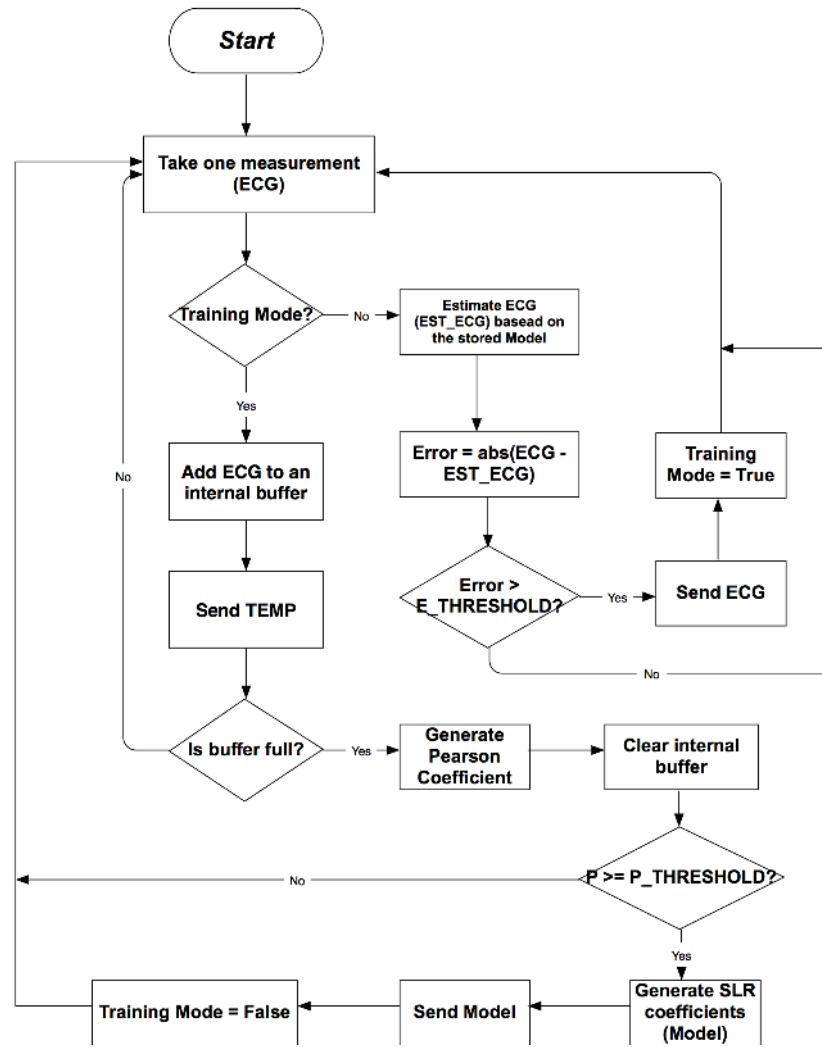 Start
Take one measurement
(ECG)
Training Mode?
No
Estimate ECG
(EST_ECG) basead on
the stored Model
Yes
No
Add ECG to an
internal buffer
Error = abs(ECG -
EST_ECG)
Training
Mode = True
Send TEMP
Error >
E_THRESHOLD?
Yes
Send ECG
No
Is buffer full?
Yes
Generate
Pearson
Coefficient
Clear internal
buffer
P >= P_THRESHOLD?
No
Yes
Training Mode = False
Send Model
Generate SLR
coefficients
(Model)